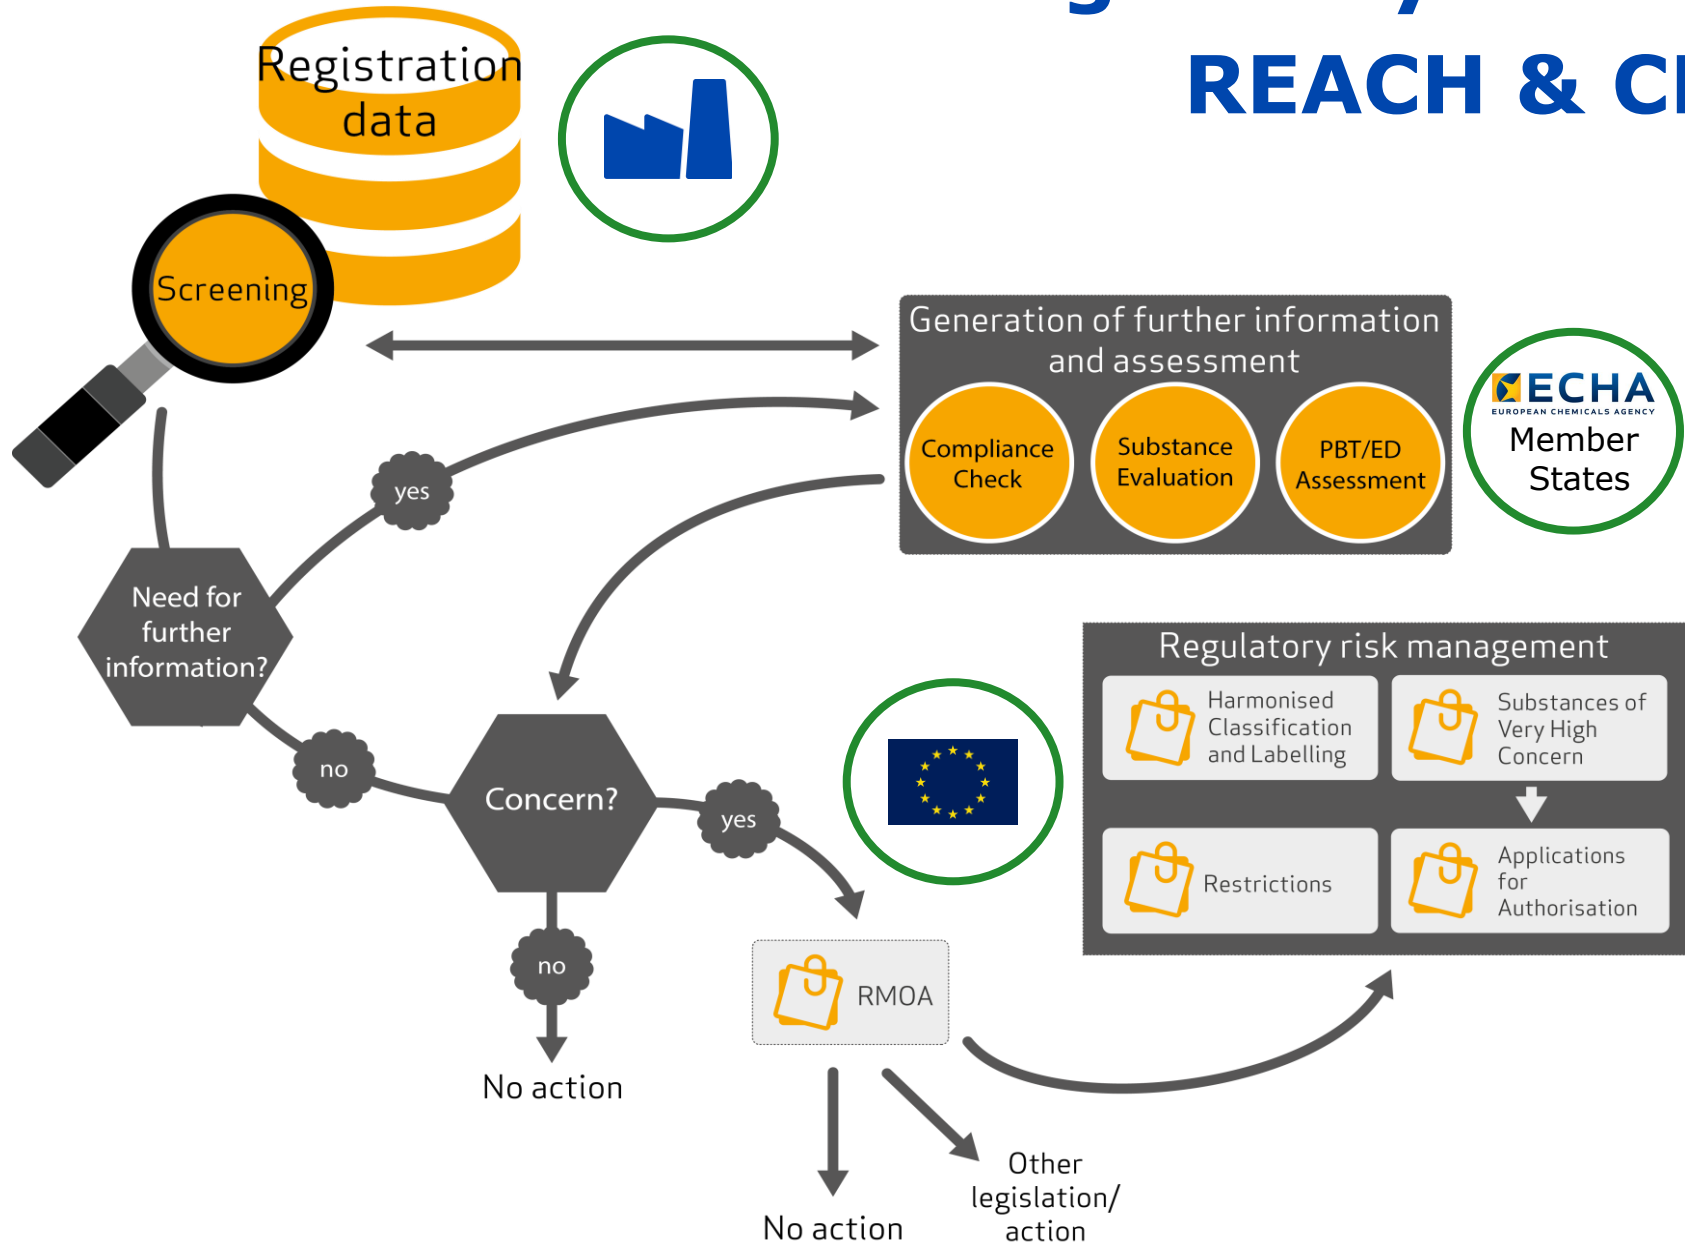 REACH & CL
Registration
data
Screening
Generation of further information
and assessment
Compliance
Check
Substance
Evaluation
PBT/ED
Assessment
ECHA
EUROPEAN CHEMICALS AGENCY
Member
States
yes
Need for
further
information?
no
Concern?
yes
no
No action
RMOA
No action
Other
legislation/
action
Regulatory risk management
Harmonised
Classification
and Labelling
Substances of
Very High
Concern
Restrictions
Applications
for
Authorisation